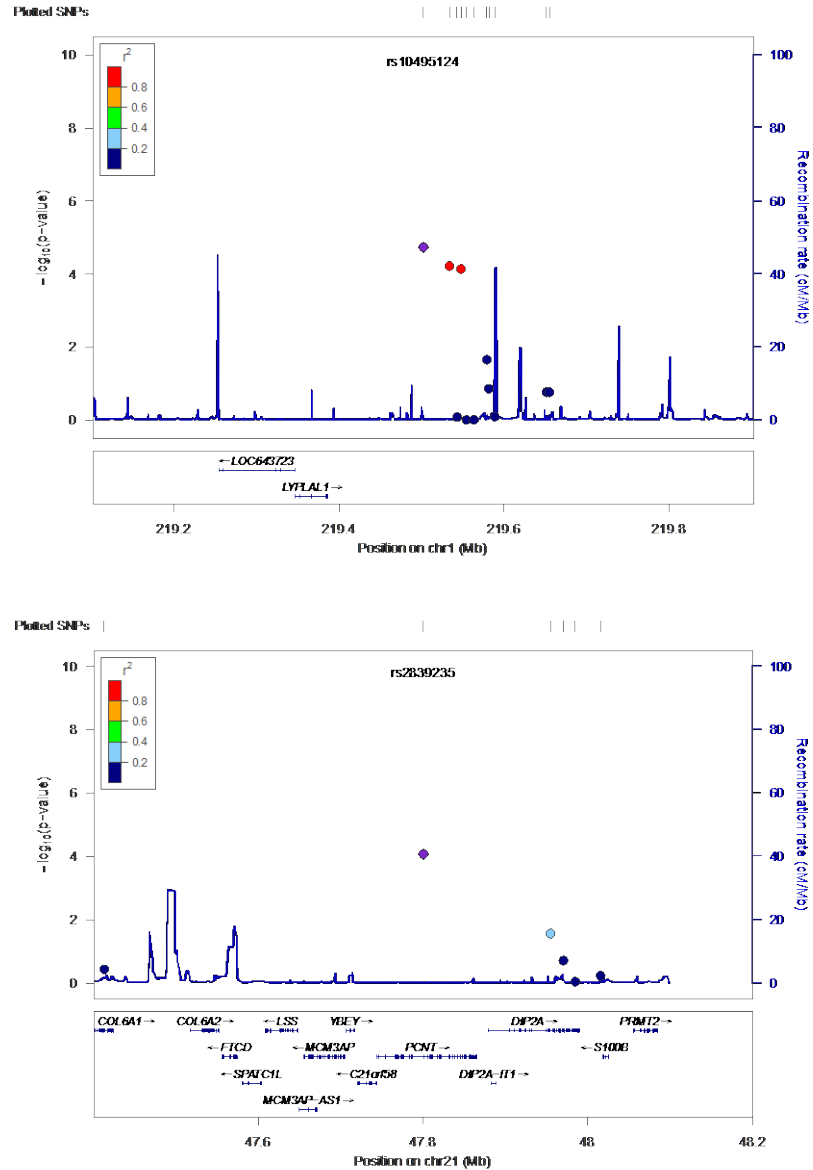 Plotted SNPs
10 rs10495124 100
r²
0.8
0.6
0.4
0.2
8 80
6 60
4 40
2 20
0 0
−log10(p-value)
Recombination rate (cM/Mb)
←LOC643723
LYPLAL1→
219.2 219.4 219.6 219.8
Position on chr1 (Mb)
Plotted SNPs
10 rs2839235 100
r²
0.8
0.6
0.4
0.2
8 80
6 60
4 40
2 20
0 0
−log10(p-value)
Recombination rate (cM/Mb)
COL6A1→ COL6A2→ ←LSS YBEY→ DIP2A→ PRMT2→
←FTCD ←MCM3AP PCNT→ ←S100B
←SPATC1L ←C21orf58 DIP2A-IT1→
MCM3AP-AS1→
47.6 47.8 48 48.2
Position on chr21 (Mb)